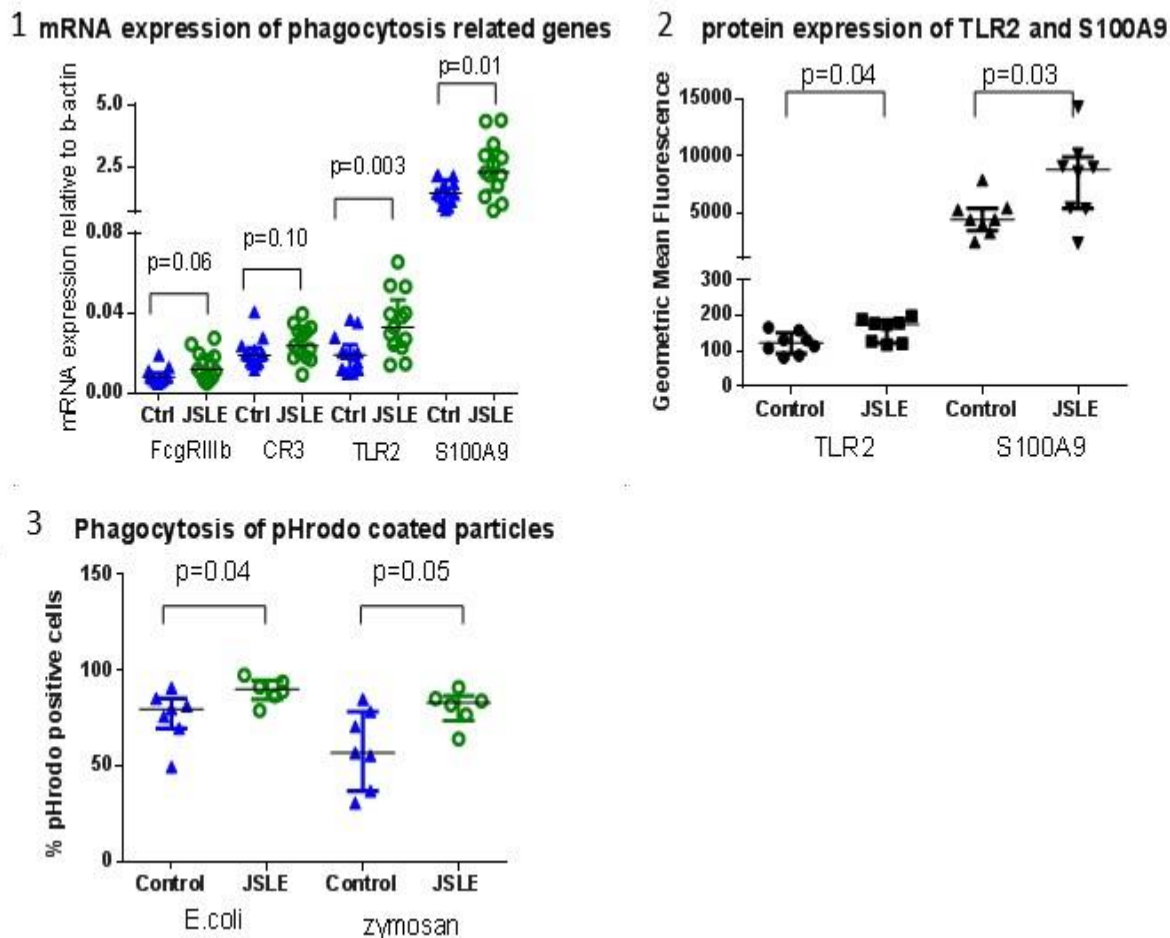 1 mRNA expression of phagocytosis related genes
mRNA expression relative to b-actin
5.0
2.5
0.08
0.04
0.00
p=0.06
p=0.10
p=0.003
p=0.01
Ctrl JSLE Ctrl JSLE Ctrl JSLE Ctrl JSLE
FcgRIIIb CR3 TLR2 S100A9
2 protein expression of TLR2 and S100A9
Geometric Mean Fluorescence
15000
10000
5000
300
200
100
0
p=0.04 p=0.03
Control JSLE Control JSLE
TLR2 S100A9
3 Phagocytosis of pHrodo coated particles
% pHrodo positive cells
150
100
50
0
p=0.04 p=0.05
Control JSLE Control JSLE
E.coli zymosan